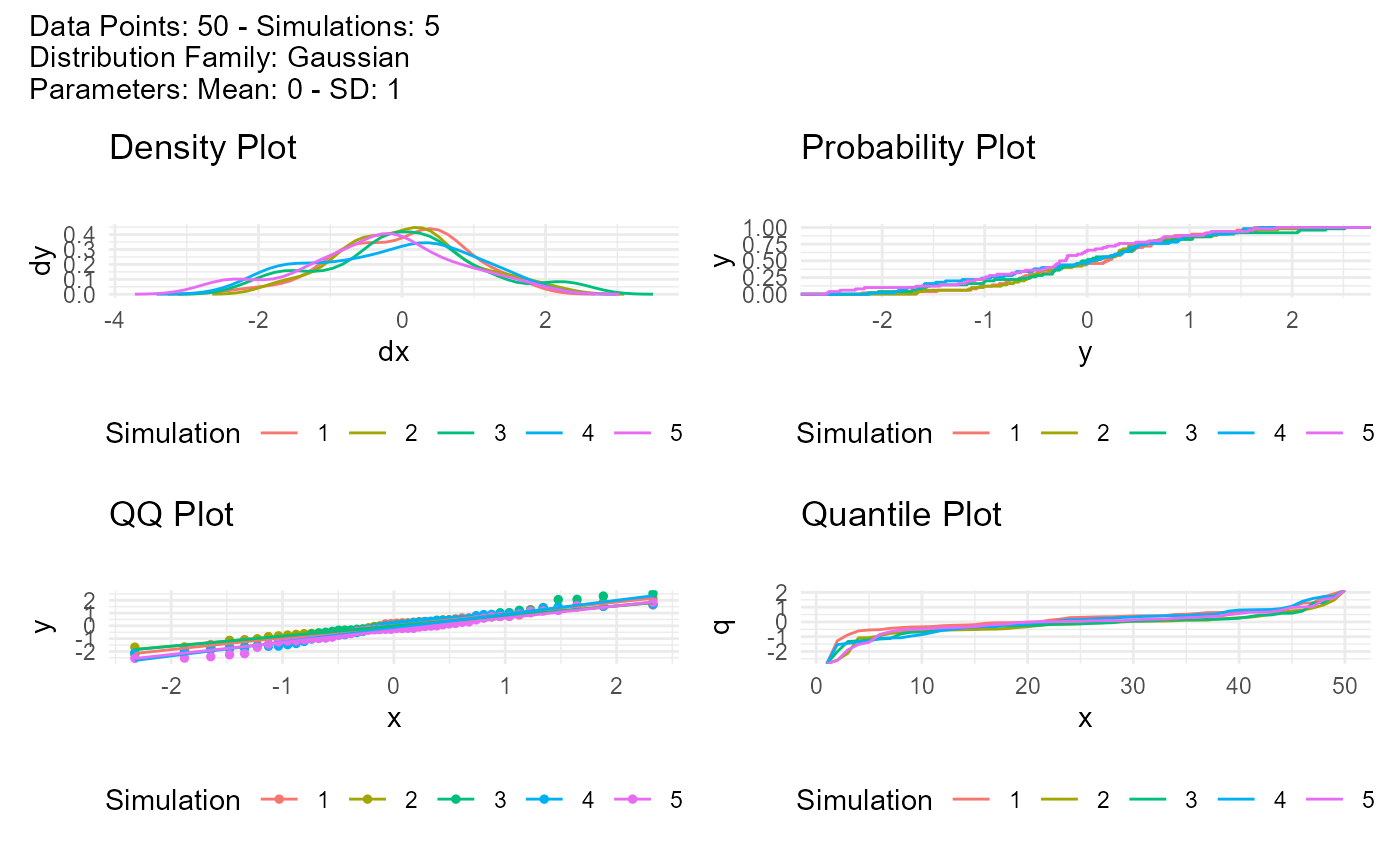 Data Points: 50 - Simulations: 5
Distribution Family: Gaussian
Parameters: Mean: 0 - SD: 1
Density Plot
dy
0.4
0.3
0.2
0.1
0.0
-4 -2 0 2
dx
Simulation 1 2 3 4 5
Probability Plot
y
1.00
0.75
0.50
0.25
0.00
-2 -1 0 1 2
y
Simulation 1 2 3 4 5
QQ Plot
y
2
1
0
-1
-2
-2 -1 0 1 2
x
Simulation 1 2 3 4 5
Quantile Plot
q
2
1
0
-1
-2
0 10 20 30 40 50
x
Simulation 1 2 3 4 5